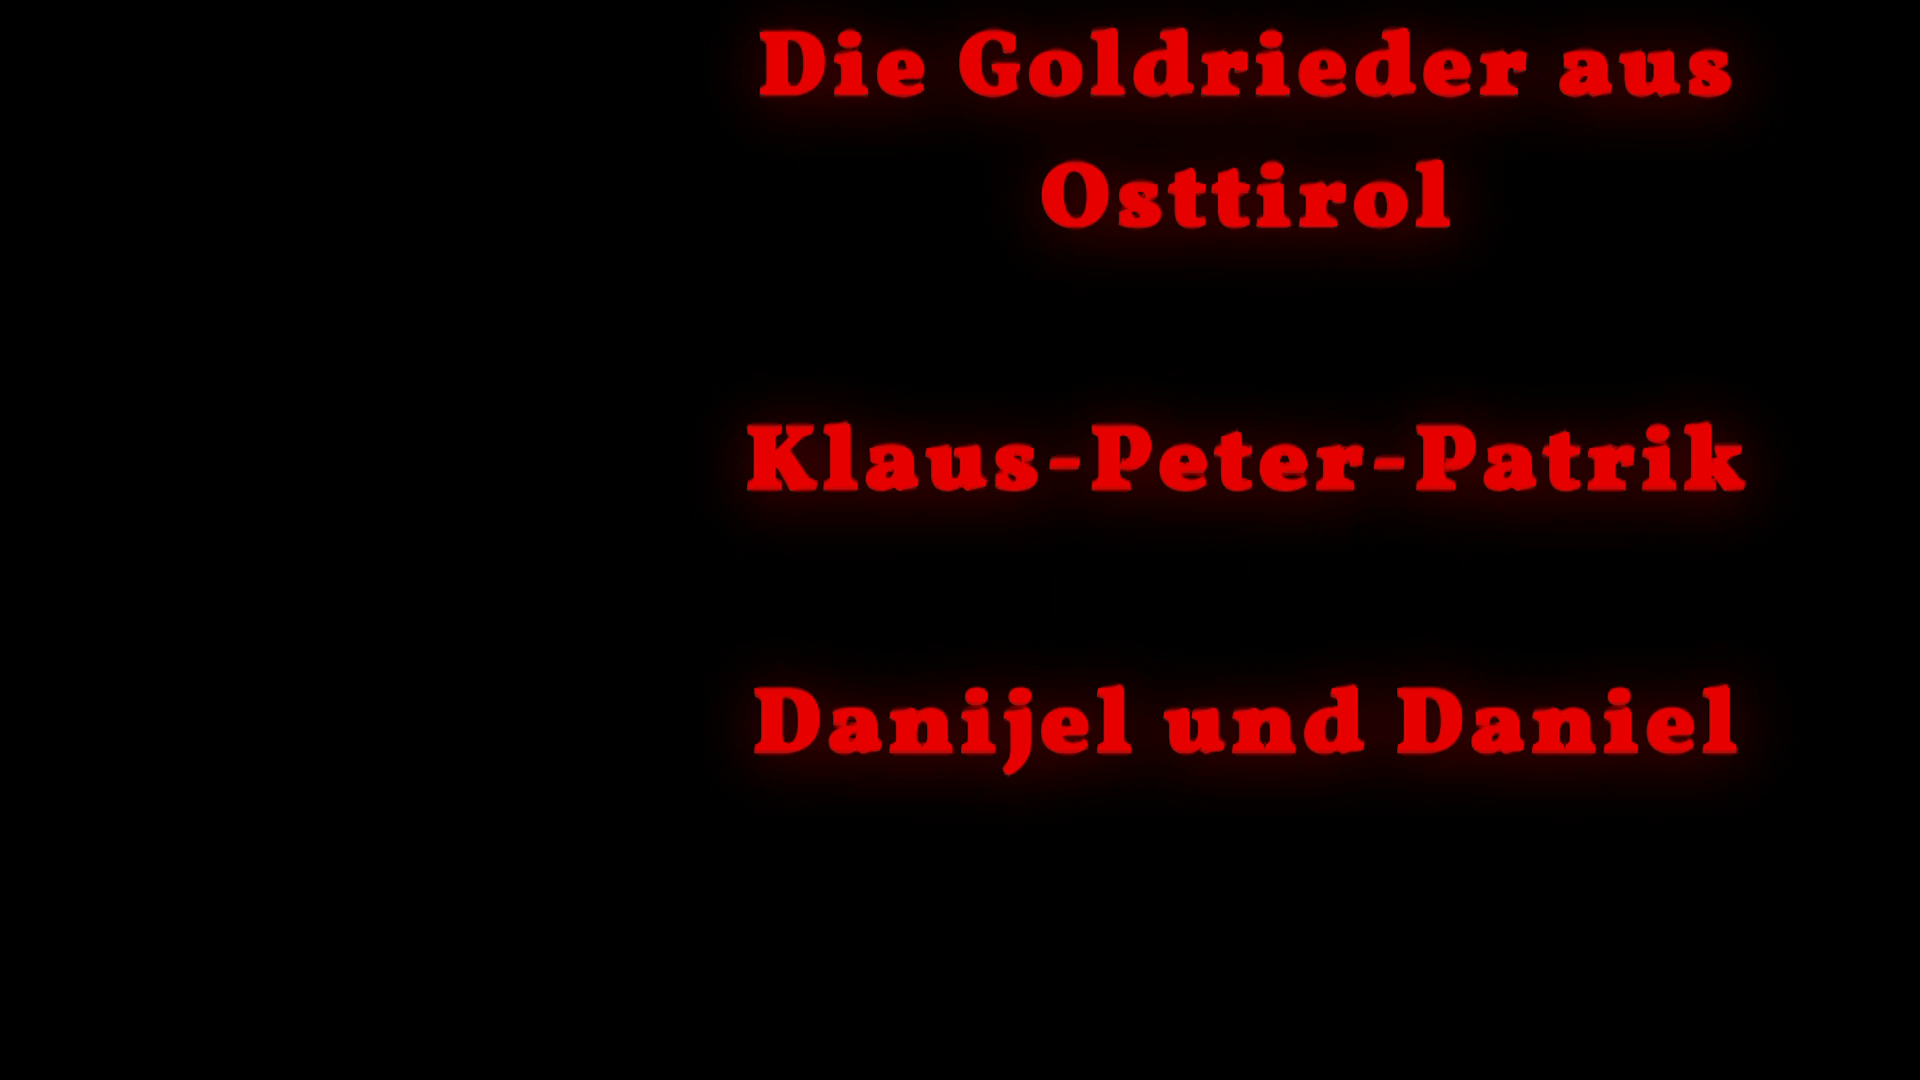 Die Goldrieder aus
Osttirol
Klaus-Peter-Patrik
Danijel und Daniel